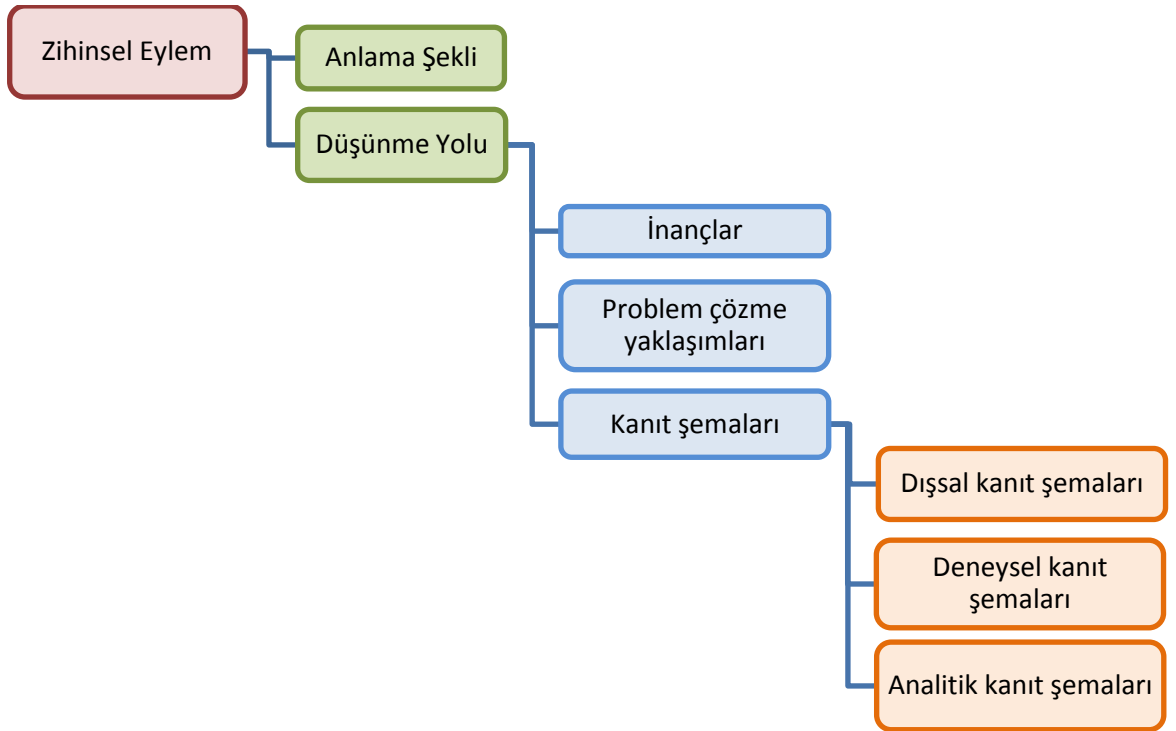 Zihinsel Eylem
Anlama Şekli
Düşünme Yolu
İnançlar
Problem çözme
yaklaşımları
Kanıt şemaları
Dışsal kanıt şemaları
Deneysel kanıt
şemaları
Analitik kanıt şemaları